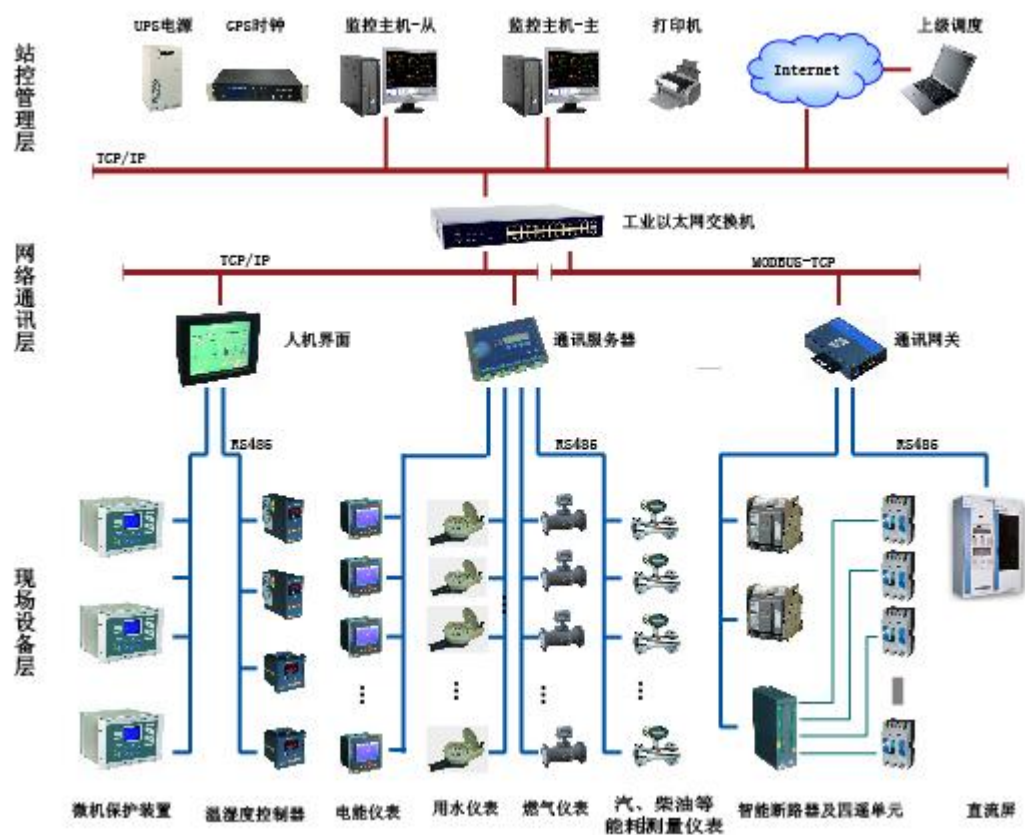 UPS电源
GPS时钟
监控主机-从
监控主机-主
打印机
上级调度
Internet
站控管理层
TCP/IP
工业以太网交换机
网络通讯层
TCP/IP
MODBUS-TCP
人机界面
通讯服务器
通讯网关
RS485
RS485
RS485
现场设备层
微机保护装置
温湿度控制器
电能仪表
用水仪表
燃气仪表
汽、柴油等
能耗测量仪表
智能断路器及四遥单元
直流屏